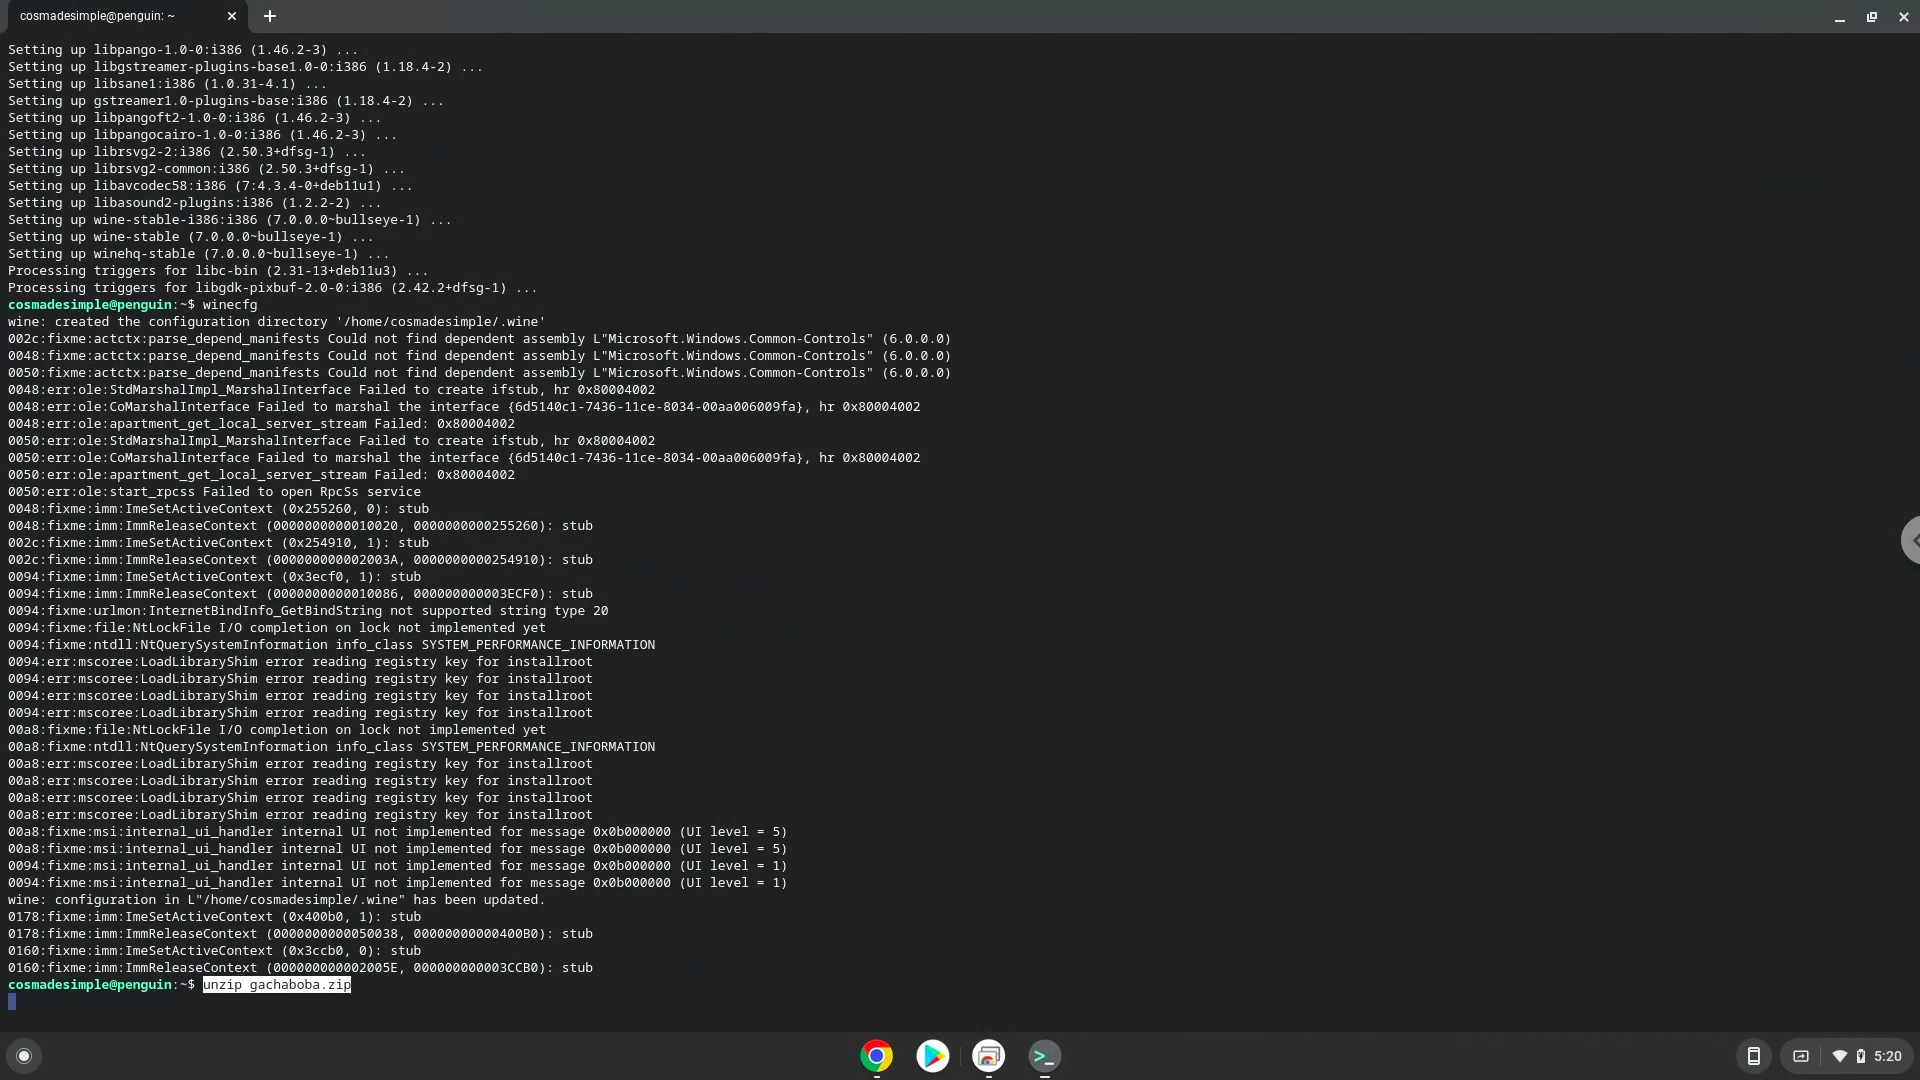 cosmadesimple@penguin: ~
Setting up libpango-1.0-0:i386 (1.46.2-3) ...
Setting up libgstreamer-plugins-base1.0-0:i386 (1.18.4-2) ...
Setting up libsane1:i386 (1.0.31-4.1) ...
Setting up gstreamer1.0-plugins-base:i386 (1.18.4-2) ...
Setting up libpangoft2-1.0-0:i386 (1.46.2-3) ...
Setting up libpangocairo-1.0-0:i386 (1.46.2-3) ...
Setting up librsvg2-2:i386 (2.50.3+dfsg-1) ...
Setting up librsvg2-common:i386 (2.50.3+dfsg-1) ...
Setting up libavcodec58:i386 (7:4.3.4-0+deb11u1) ...
Setting up libasound2-plugins:i386 (1.2.2-2) ...
Setting up wine-stable-i386:i386 (7.0.0.0~bullseye-1) ...
Setting up wine-stable (7.0.0.0~bullseye-1) ...
Setting up winehq-stable (7.0.0.0~bullseye-1) ...
Processing triggers for libc-bin (2.31-13+deb11u3) ...
Processing triggers for libgdk-pixbuf-2.0-0:i386 (2.42.2+dfsg-1) ...
cosmadesimple@penguin:~$ winecfg
wine: created the configuration directory '/home/cosmadesimple/.wine'
002c:fixme:actctx:parse_depend_manifests Could not find dependent assembly L"Microsoft.Windows.Common-Controls" (6.0.0.0)
0048:fixme:actctx:parse_depend_manifests Could not find dependent assembly L"Microsoft.Windows.Common-Controls" (6.0.0.0)
0050:fixme:actctx:parse_depend_manifests Could not find dependent assembly L"Microsoft.Windows.Common-Controls" (6.0.0.0)
0048:err:ole:StdMarshalImpl_MarshalInterface Failed to create ifstub, hr 0x80004002
0048:err:ole:CoMarshalInterface Failed to marshal the interface {6d5140c1-7436-11ce-8034-00aa006009fa}, hr 0x80004002
0048:err:ole:apartment_get_local_server_stream Failed: 0x80004002
0050:err:ole:StdMarshalImpl_MarshalInterface Failed to create ifstub, hr 0x80004002
0050:err:ole:CoMarshalInterface Failed to marshal the interface {6d5140c1-7436-11ce-8034-00aa006009fa}, hr 0x80004002
0050:err:ole:apartment_get_local_server_stream Failed: 0x80004002
0050:err:ole:start_rpcss Failed to open RpcSs service
0048:fixme:imm:ImeSetActiveContext (0x255260, 0): stub
0048:fixme:imm:ImmReleaseContext (0000000000010020, 0000000000255260): stub
002c:fixme:imm:ImeSetActiveContext (0x254910, 1): stub
002c:fixme:imm:ImmReleaseContext (000000000002003A, 0000000000254910): stub
0094:fixme:imm:ImeSetActiveContext (0x3ecf0, 1): stub
0094:fixme:imm:ImmReleaseContext (0000000000010086, 000000000003ECF0): stub
0094:fixme:urlmon:InternetBindInfo_GetBindString not supported string type 20
0094:fixme:file:NtLockFile I/O completion on lock not implemented yet
0094:fixme:ntdll:NtQuerySystemInformation info_class SYSTEM_PERFORMANCE_INFORMATION
0094:err:mscoree:LoadLibraryShim error reading registry key for installroot
0094:err:mscoree:LoadLibraryShim error reading registry key for installroot
0094:err:mscoree:LoadLibraryShim error reading registry key for installroot
0094:err:mscoree:LoadLibraryShim error reading registry key for installroot
00a8:fixme:file:NtLockFile I/O completion on lock not implemented yet
00a8:fixme:ntdll:NtQuerySystemInformation info_class SYSTEM_PERFORMANCE_INFORMATION
00a8:err:mscoree:LoadLibraryShim error reading registry key for installroot
00a8:err:mscoree:LoadLibraryShim error reading registry key for installroot
00a8:err:mscoree:LoadLibraryShim error reading registry key for installroot
00a8:err:mscoree:LoadLibraryShim error reading registry key for installroot
00a8:fixme:msi:internal_ui_handler internal UI not implemented for message 0x0b000000 (UI level = 5)
00a8:fixme:msi:internal_ui_handler internal UI not implemented for message 0x0b000000 (UI level = 5)
0094:fixme:msi:internal_ui_handler internal UI not implemented for message 0x0b000000 (UI level = 1)
0094:fixme:msi:internal_ui_handler internal UI not implemented for message 0x0b000000 (UI level = 1)
wine: configuration in L"/home/cosmadesimple/.wine" has been updated.
0178:fixme:imm:ImeSetActiveContext (0x400b0, 1): stub
0178:fixme:imm:ImmReleaseContext (0000000000050038, 00000000000400B0): stub
0160:fixme:imm:ImeSetActiveContext (0x3ccb0, 0): stub
0160:fixme:imm:ImmReleaseContext (000000000002005E, 000000000003CCB0): stub
cosmadesimple@penguin:~$ unzip gachaboba.zip
5:20